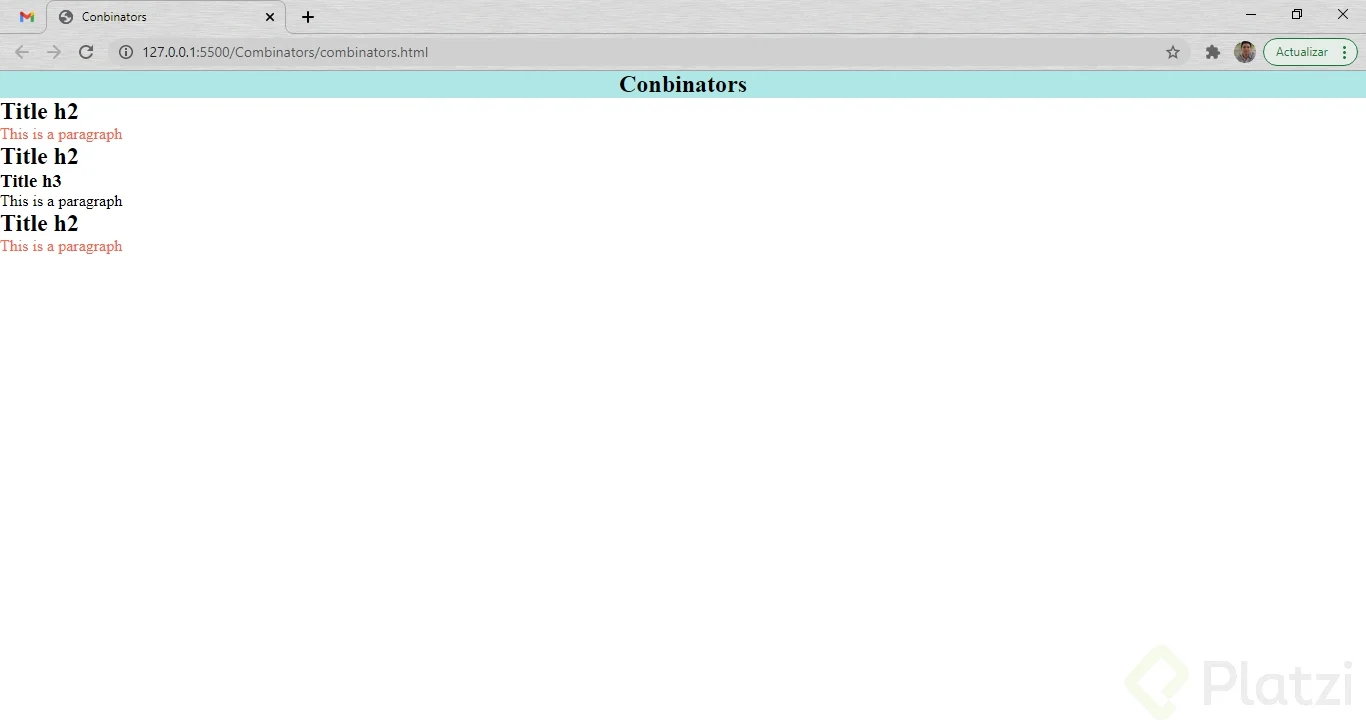 Conbinators
127.0.0.1:5500/Combinators/combinators.html
Actualizar
Conbinators
Title h2
This is a paragraph
Title h2
Title h3
This is a paragraph
Title h2
This is a paragraph
Platzi